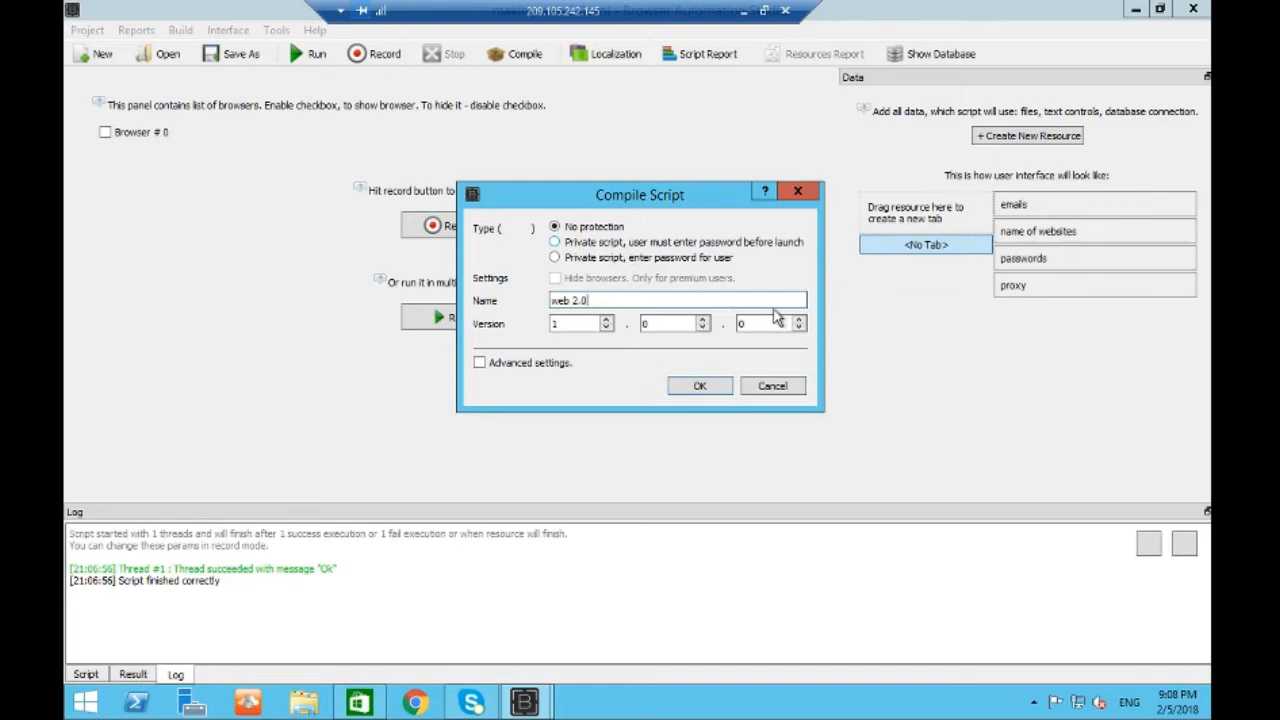 209.105.242.145
Project Reports Build Interface Tools Help
New Open Save As Run Record Stop Compile Localization Script Report Resources Report Show Database
Data
This panel contains list of browsers. Enable checkbox, to show browser. To hide it - disable checkbox.
Browser # 0
Add all data, which script will use: files, text controls, database connection.
+ Create New Resource
This is how user interface will look like:
Drag resource here to
create a new tab
<No Tab>
emails
name of websites
passwords
proxy
Hit record button to
Re
Or run it in multi
R
Compile Script
?
Type ( )
No protection
Private script, user must enter password before launch
Private script, enter password for user
Settings
Hide browsers. Only for premium users.
Name web 2.0
Version 1 . 0 . 0
Advanced settings.
OK Cancel
Log
Script started with 1 threads and will finish after 1 success execution or 1 fail execution or when resource will finish.
You can change these params in record mode.
[21:06:56] Thread #1 : Thread succeeded with message "Ok"
[21:06:56] Script finished correctly
Script Result Log
ENG
9:08 PM
2/5/2018